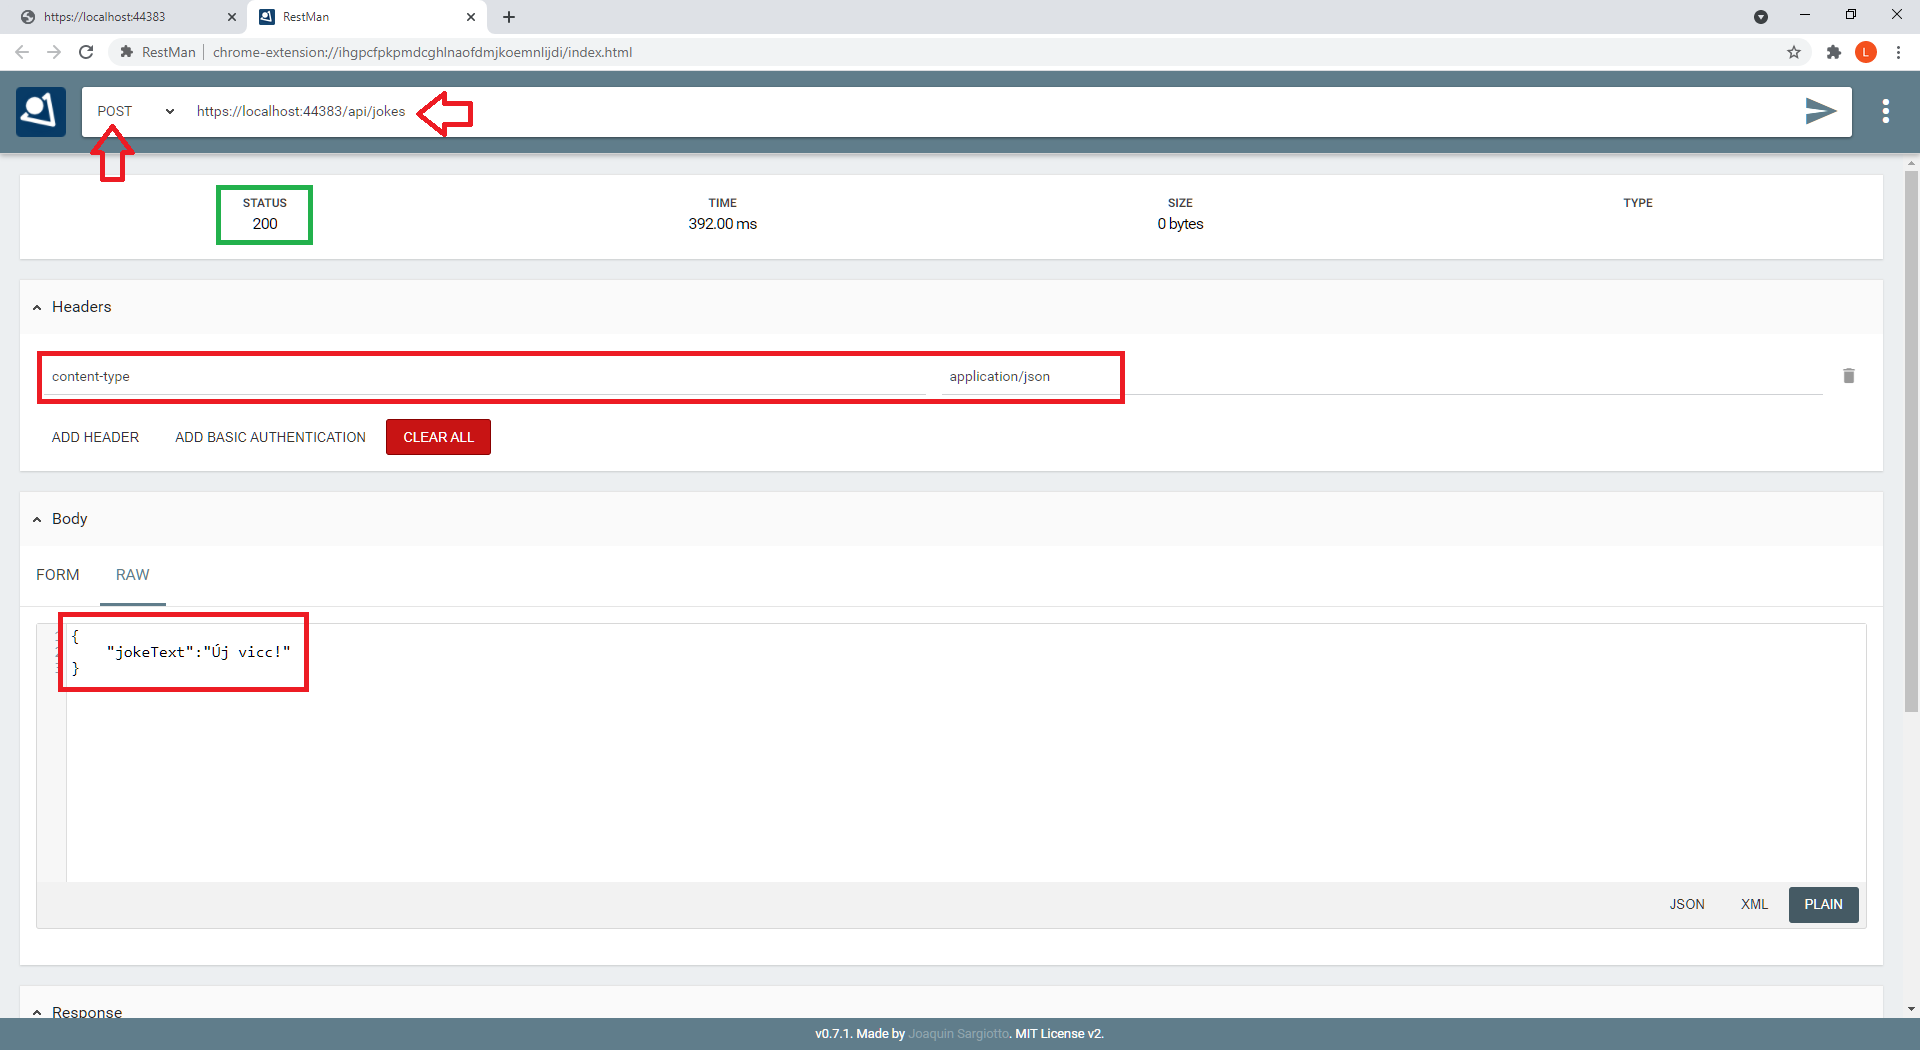 https://localhost:44383
RestMan
RestMan
chrome-extension://ihgpcfpkpmdcghlnaofdmjkoemnlijdi/index.html
L
POST
https://localhost:44383/api/jokes
STATUS
200
TIME
392.00 ms
SIZE
0 bytes
TYPE
Headers
content-type
application/json
ADD HEADER
ADD BASIC AUTHENTICATION
CLEAR ALL
Body
FORM
RAW
{
"jokeText":"Új vicc!"
}
JSON
XML
PLAIN
Response
v0.7.1. Made by Joaquin Sargiotto. MIT License v2.